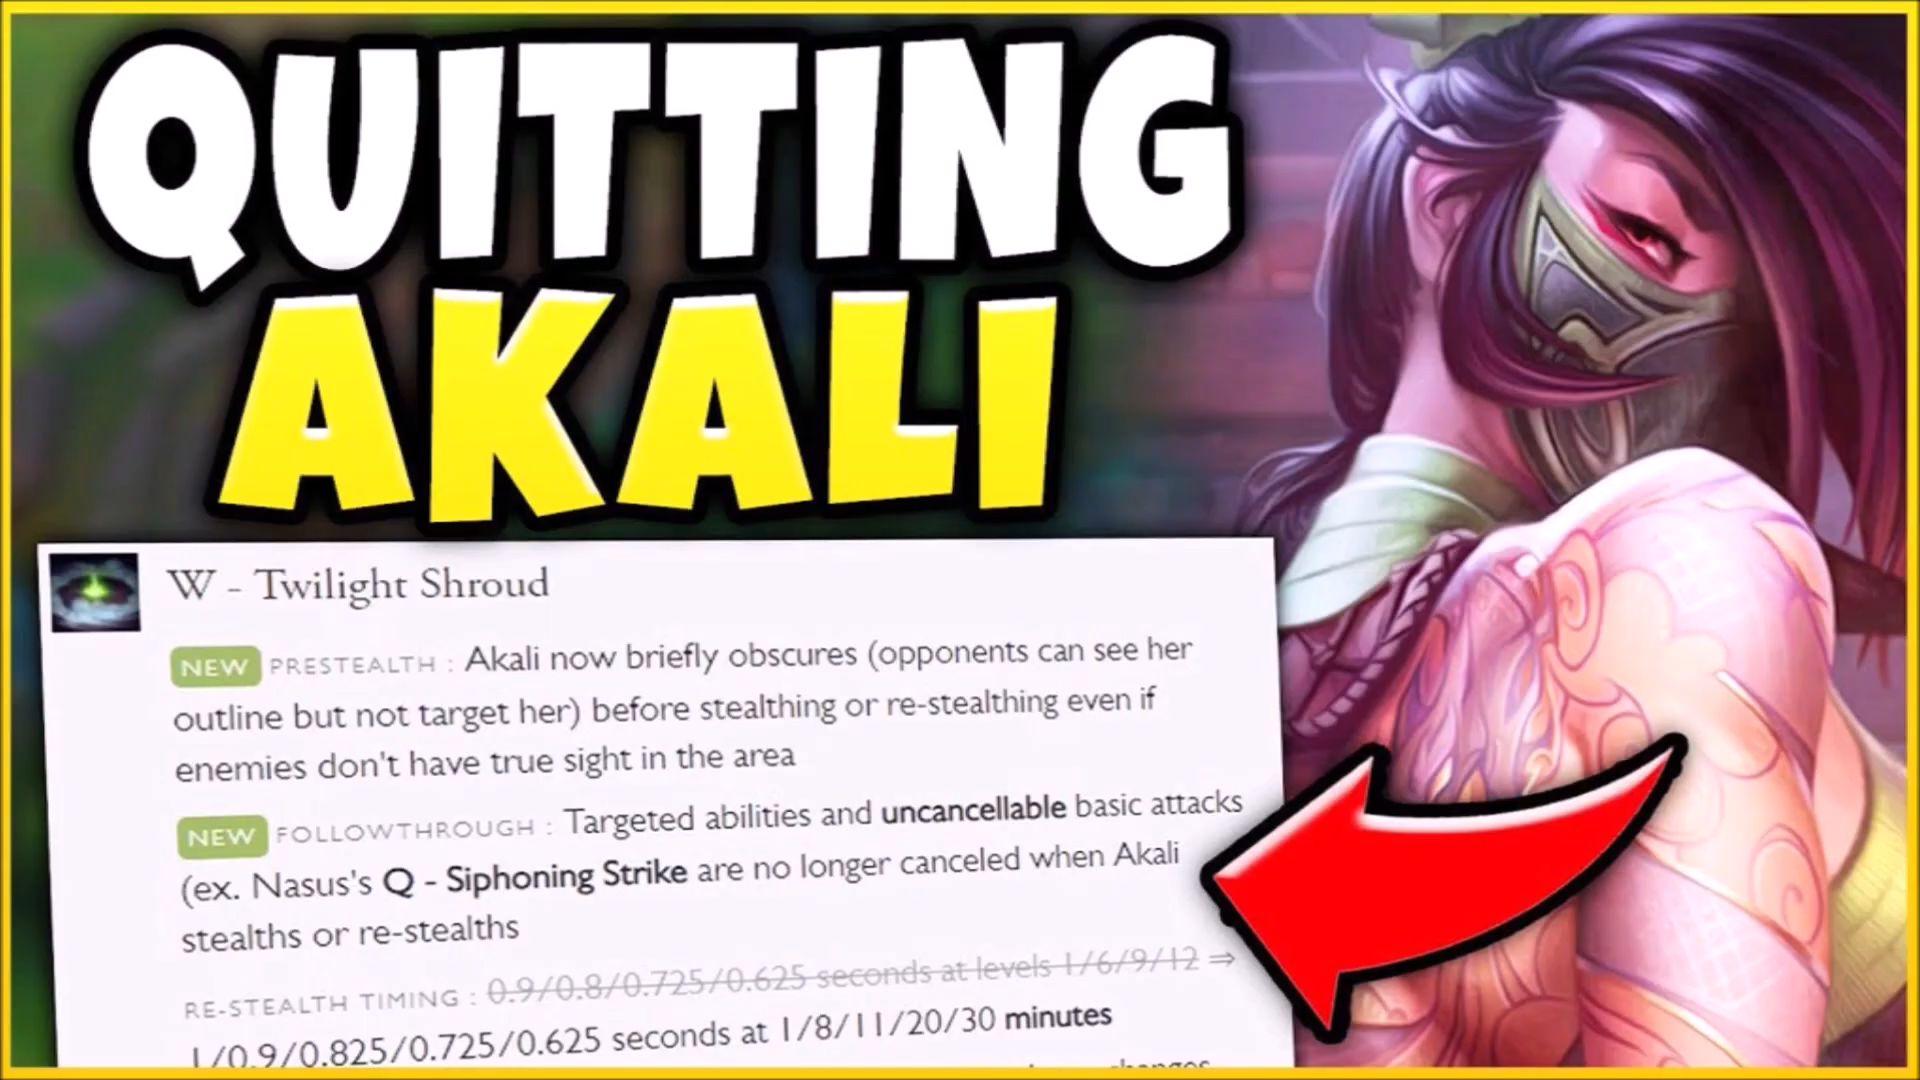 QUITTING
AKALI
W - Twilight Shroud
NEW PRESTEALTH : Akali now briefly obscures (opponents can see her
outline but not target her) before stealthing or re-stealthing even if
enemies don't have true sight in the area
NEW FOLLOWTHROUGH : Targeted abilities and uncancellable basic attacks
(ex. Nasus's Q - Siphoning Strike are no longer canceled when Akali
stealths or re-stealths
RE-STEALTH TIMING : 0.9/0.8/0.725/0.625 seconds at levels 1/6/9/12 ⇒
1/0.9/0.825/0.725/0.625 seconds at 1/8/11/20/30 minutes
changes